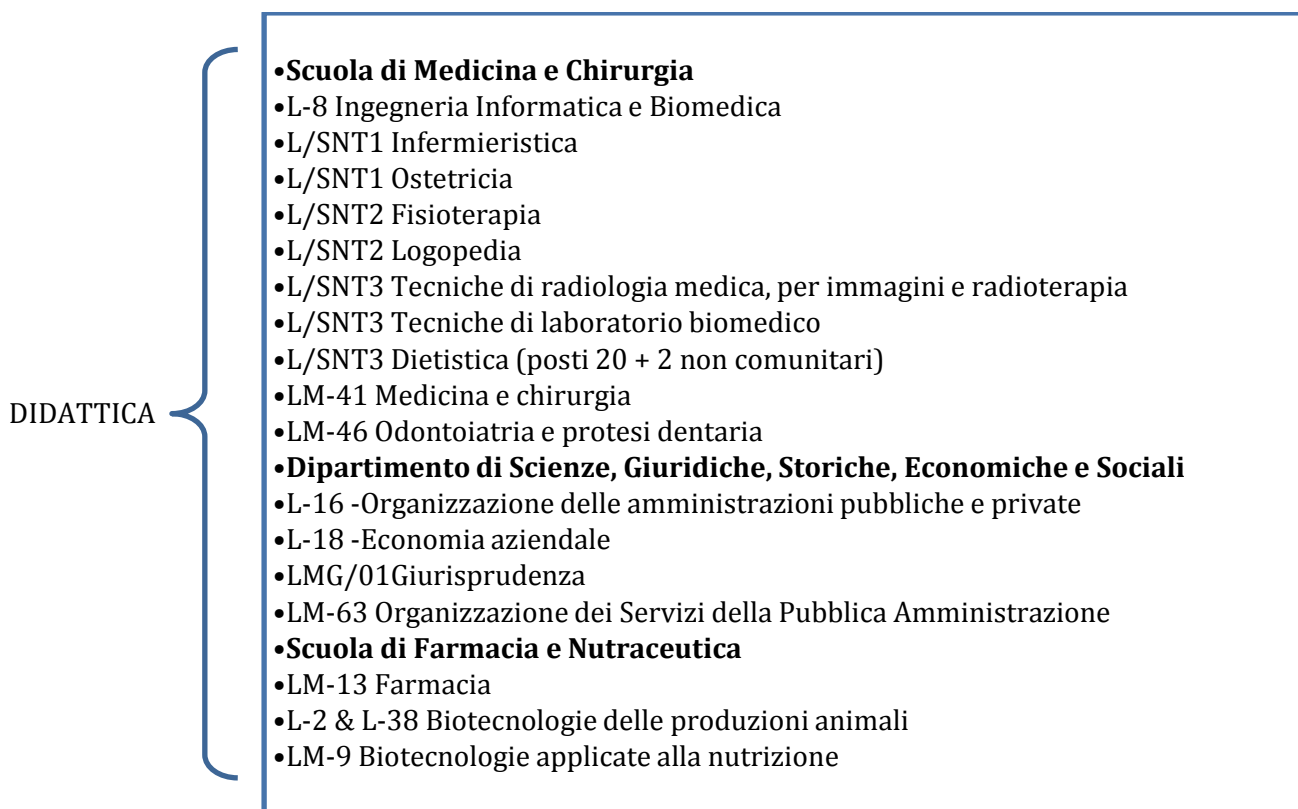 •Scuola di Medicina e Chirurgia
•L-8 Ingegneria Informatica e Biomedica
•L/SNT1 Infermieristica
•L/SNT1 Ostetricia
•L/SNT2 Fisioterapia
•L/SNT2 Logopedia
•L/SNT3 Tecniche di radiologia medica, per immagini e radioterapia
•L/SNT3 Tecniche di laboratorio biomedico
•L/SNT3 Dietistica (posti 20 + 2 non comunitari)
•LM-41 Medicina e chirurgia
DIDATTICA
•LM-46 Odontoiatria e protesi dentaria
•Dipartimento di Scienze, Giuridiche, Storiche, Economiche e Sociali
•L-16 -Organizzazione delle amministrazioni pubbliche e private
•L-18 -Economia aziendale
•LMG/01Giurisprudenza
•LM-63 Organizzazione dei Servizi della Pubblica Amministrazione
•Scuola di Farmacia e Nutraceutica
•LM-13 Farmacia
•L-2 & L-38 Biotecnologie delle produzioni animali
•LM-9 Biotecnologie applicate alla nutrizione